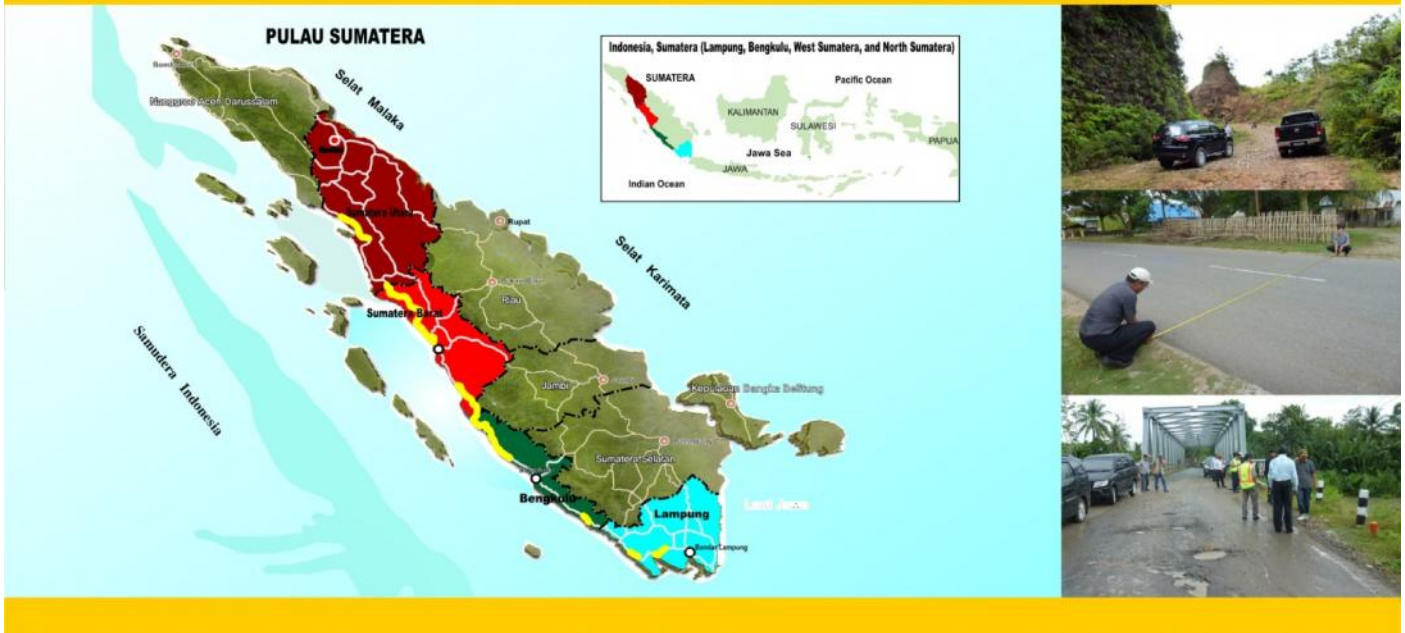 PULAU SUMATERA
Selat Malaka
Nanggroe Aceh Darussalam
Sumatera Utara
Rupat
Selat Karimata
Riau
Sumatera Barat
Samudera Indonesia
Jambi
Kepulauan Bangka Belitung
Sumatera Selatan
Bengkulu
Lampung
Laut Jawa
Bandar Lampung
Indonesia, Sumatera (Lampung, Bengkulu, West Sumatera, and North Sumatera)
SUMATERA
Pacific Ocean
KALIMANTAN
SULAWESI
PAPUA
Jawa Sea
JAWA
Indian Ocean